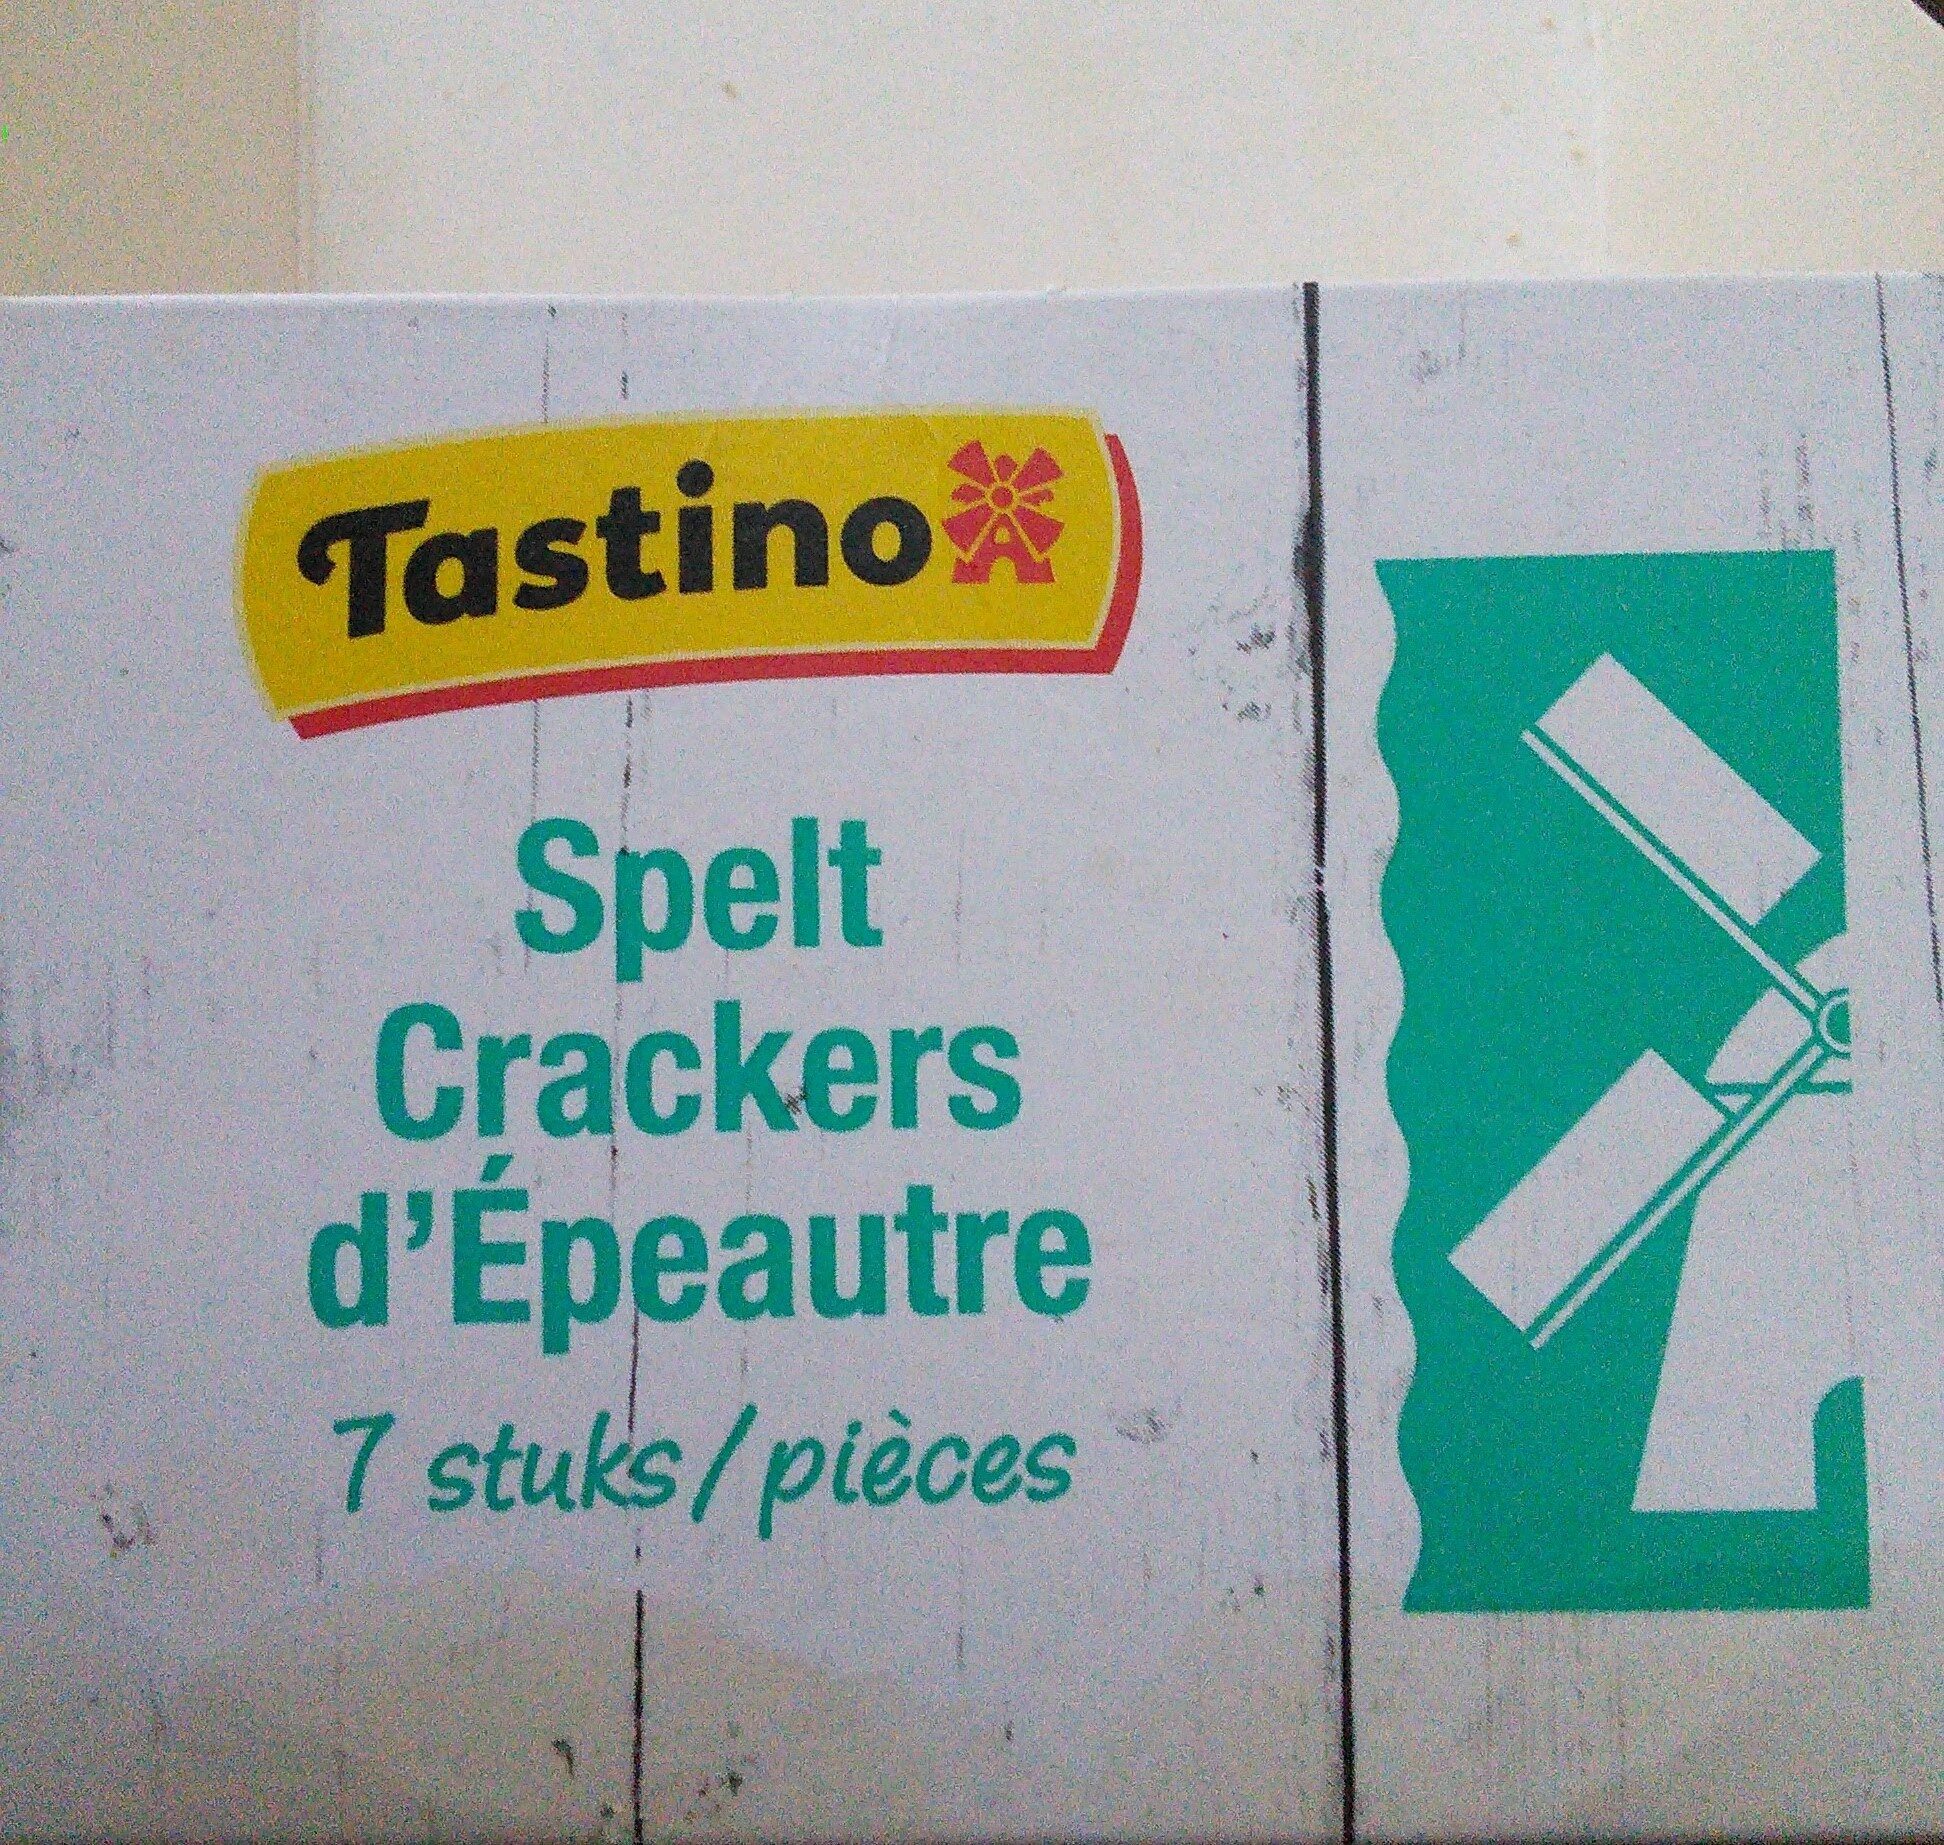 Tastino
Spelt
Crackers
d'Épeautre
7 stuks/pièces